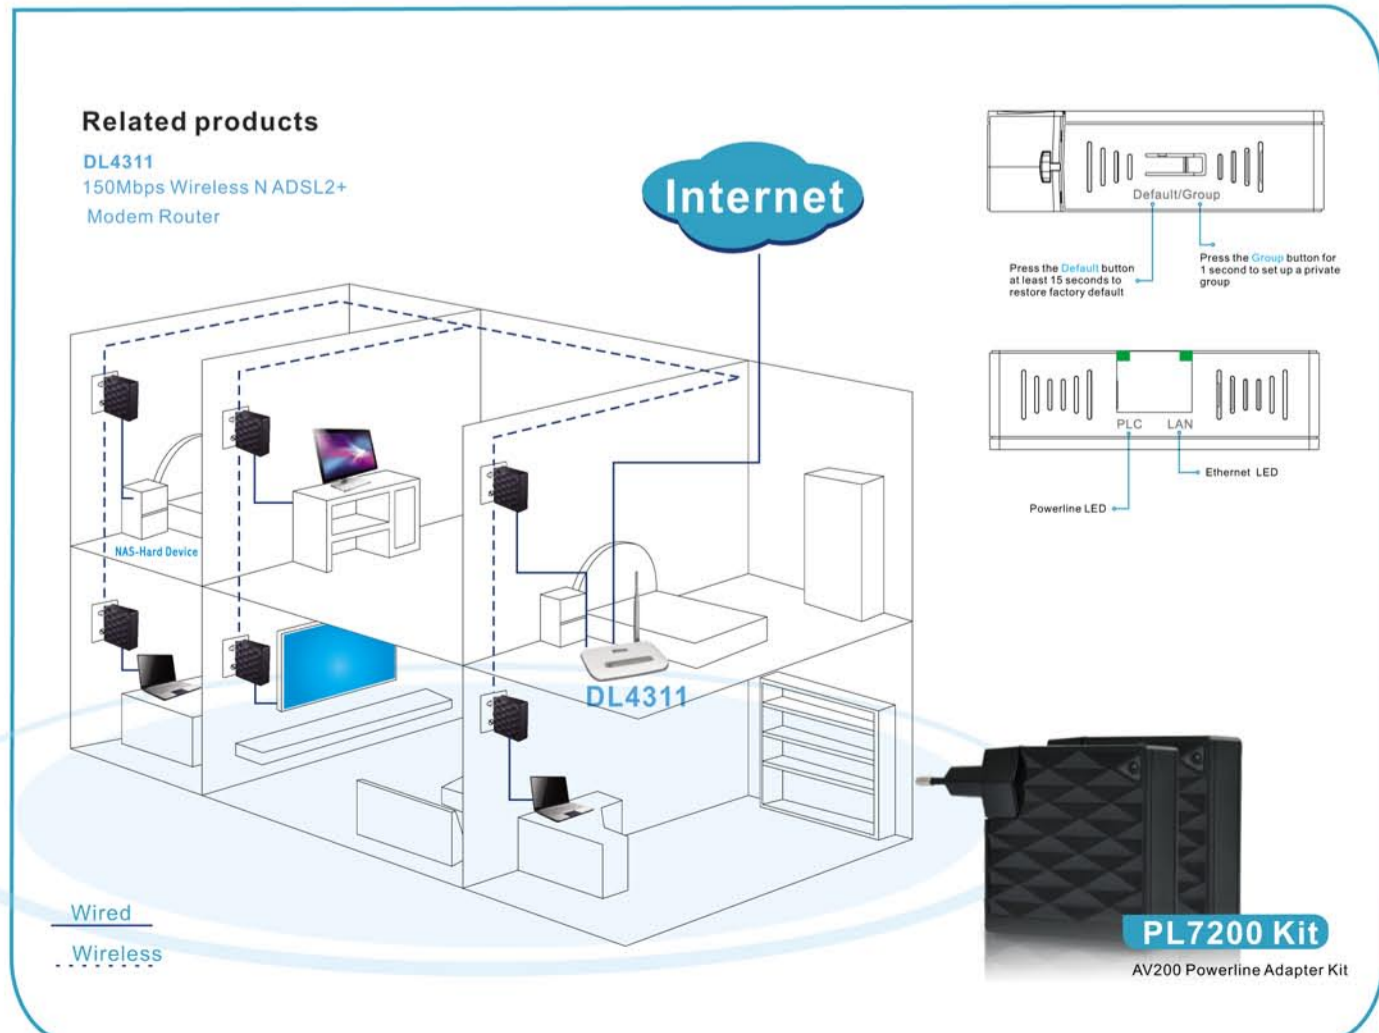 Related products
DL4311
150Mbps Wireless N ADSL2+
Modem Router
Internet
Default/Group
Press the Default button
at least 15 seconds to
restore factory default
Press the Group button for
1 second to set up a private
group
PLC LAN
Ethernet LED
Powerline LED
NAS-Hard Device
DL4311
Wired
Wireless
PL7200 Kit
AV200 Powerline Adapter Kit